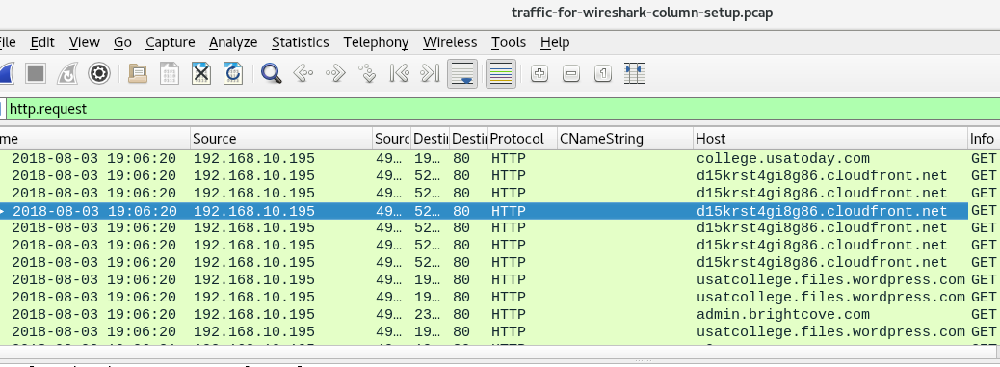 traffic-for-wireshark-column-setup.pcap
File Edit View Go Capture Analyze Statistics Telephony Wireless Tools Help
http.request
me Source Sourc Destin Destin Protocol CNameString Host Info
2018-08-03 19:06:20 192.168.10.195 49… 19… 80 HTTP college.usatoday.com GET
2018-08-03 19:06:20 192.168.10.195 49… 52… 80 HTTP d15krst4gi8g86.cloudfront.net GET
2018-08-03 19:06:20 192.168.10.195 49… 52… 80 HTTP d15krst4gi8g86.cloudfront.net GET
2018-08-03 19:06:20 192.168.10.195 49… 52… 80 HTTP d15krst4gi8g86.cloudfront.net GET
2018-08-03 19:06:20 192.168.10.195 49… 52… 80 HTTP d15krst4gi8g86.cloudfront.net GET
2018-08-03 19:06:20 192.168.10.195 49… 52… 80 HTTP d15krst4gi8g86.cloudfront.net GET
2018-08-03 19:06:20 192.168.10.195 49… 52… 80 HTTP d15krst4gi8g86.cloudfront.net GET
2018-08-03 19:06:20 192.168.10.195 49… 19… 80 HTTP usatcollege.files.wordpress.com GET
2018-08-03 19:06:20 192.168.10.195 49… 19… 80 HTTP usatcollege.files.wordpress.com GET
2018-08-03 19:06:20 192.168.10.195 49… 23… 80 HTTP admin.brightcove.com GET
2018-08-03 19:06:20 192.168.10.195 49… 19… 80 HTTP usatcollege.files.wordpress.com GET